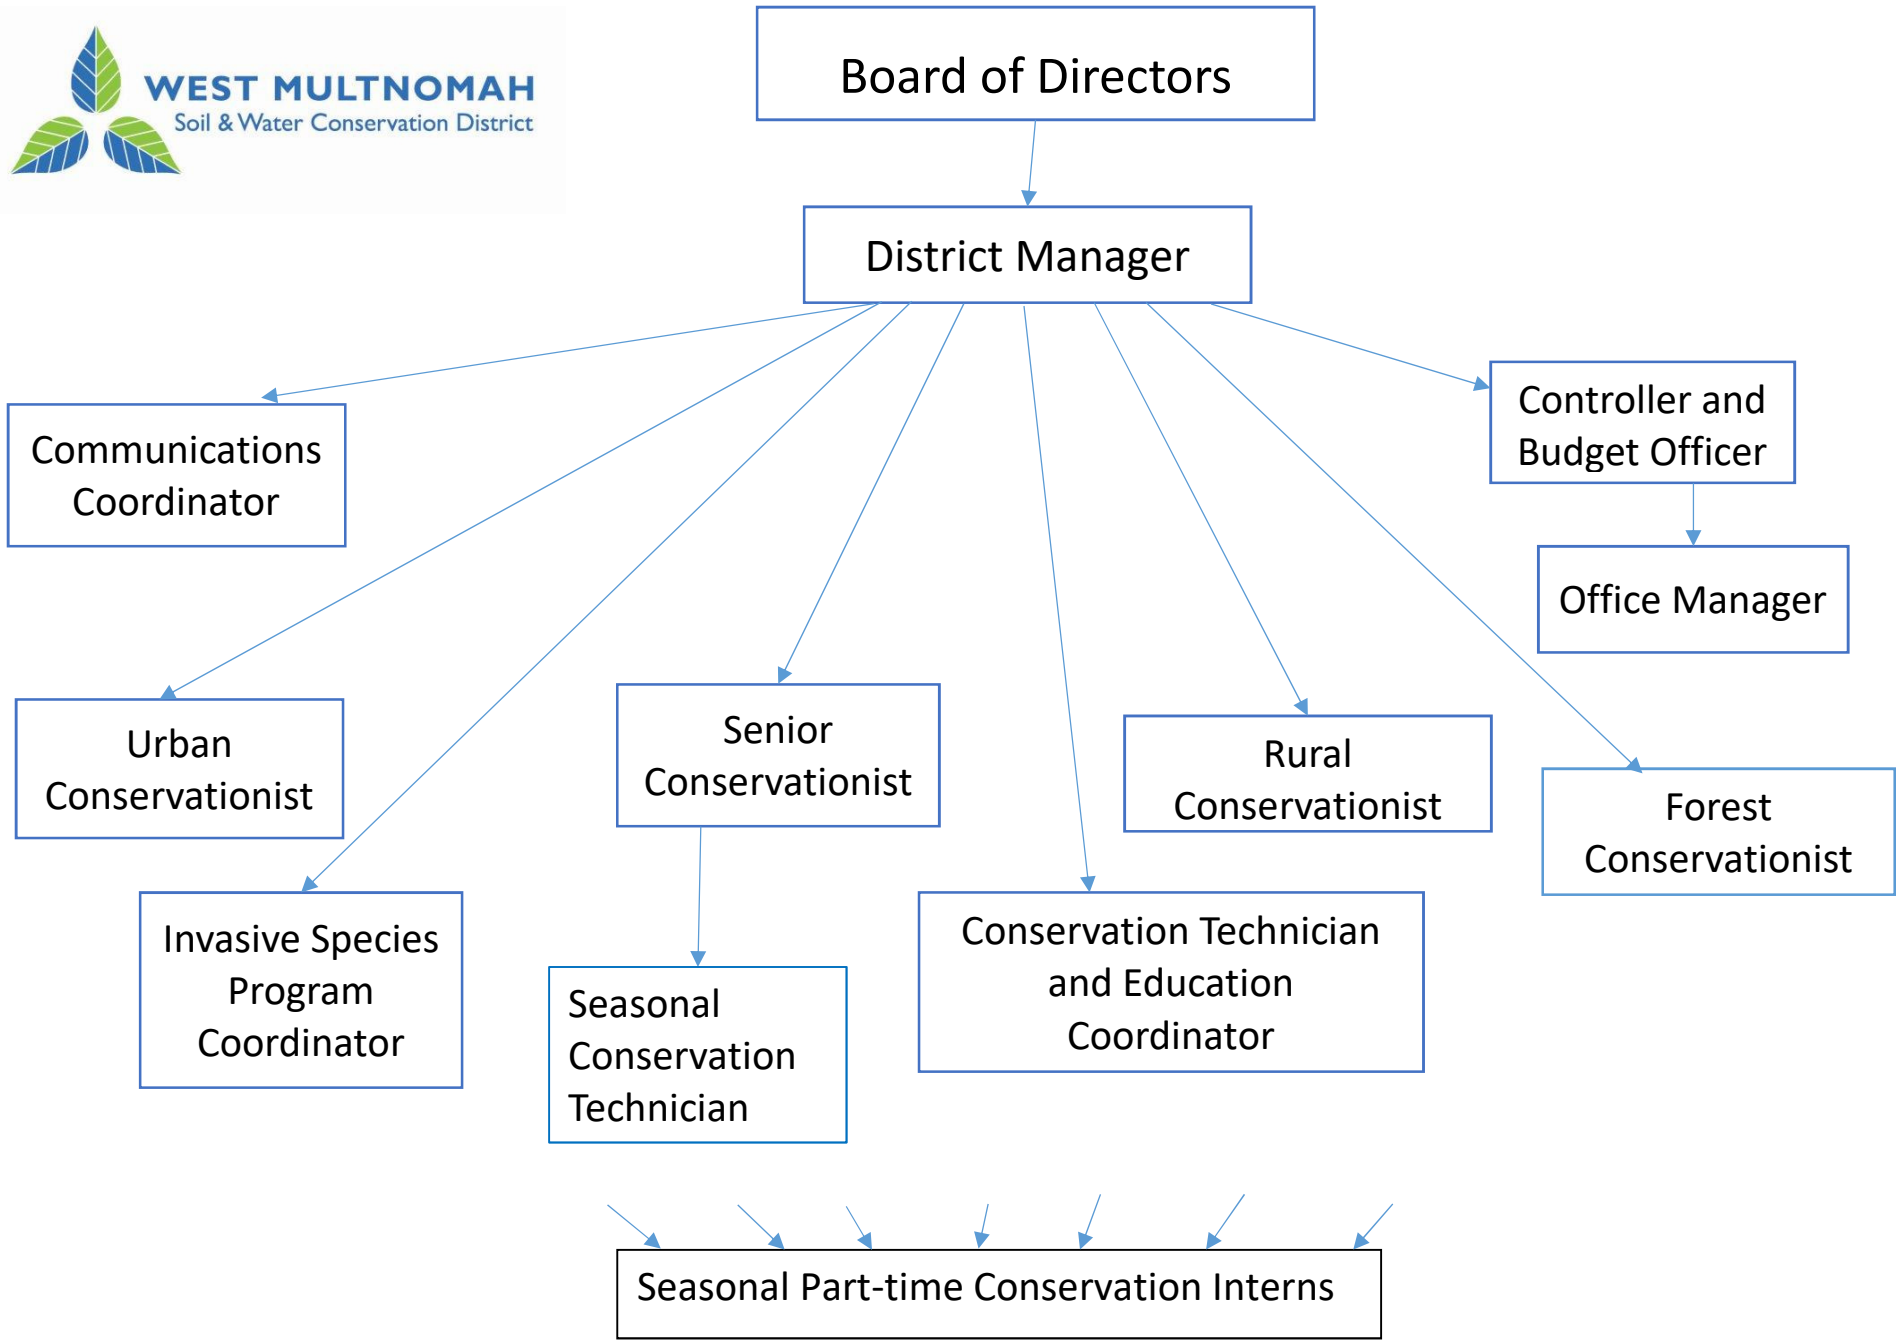 WEST MULTNOMAH
Soil & Water Conservation District
Board of Directors
District Manager
Communications
Coordinator
Controller and
Budget Officer
Office Manager
Urban
Conservationist
Senior
Conservationist
Rural
Conservationist
Forest
Conservationist
Invasive Species
Program
Coordinator
Seasonal
Conservation
Technician
Conservation Technician
and Education
Coordinator
Seasonal Part-time Conservation Interns